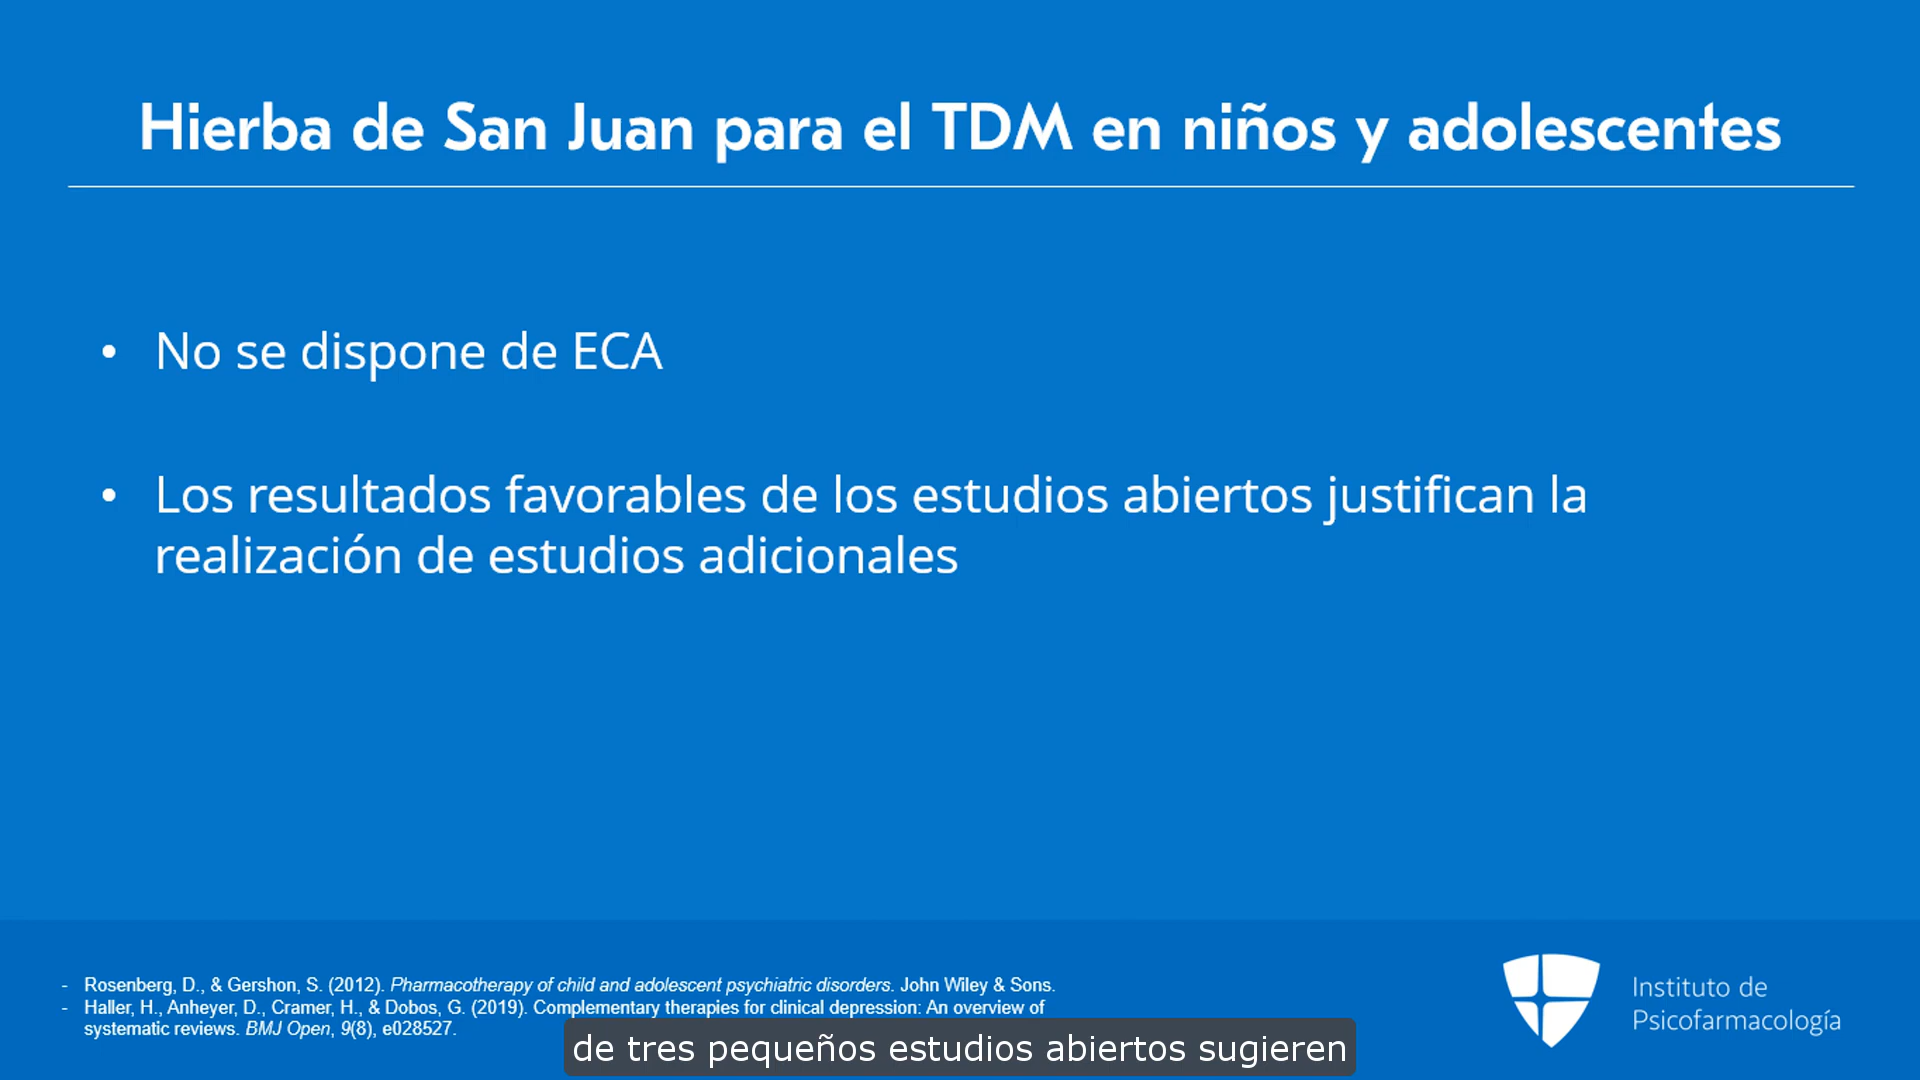 Hierba de San Juan para el TDM en niños y adolescentes
• No se dispone de ECA
• Los resultados favorables de los estudios abiertos justifican la
realización de estudios adicionales
- Rosenberg, D., & Gershon, S. (2012). Pharmacotherapy of child and adolescent psychiatric disorders. John Wiley & Sons.
- Haller, H., Anheyer, D., Cramer, H., & Dobos, G. (2019). Complementary therapies for clinical depression: An overview of
systematic reviews. BMJ Open, 9(8), e028527.
Instituto de
Psicofarmacología
de tres pequeños estudios abiertos sugieren